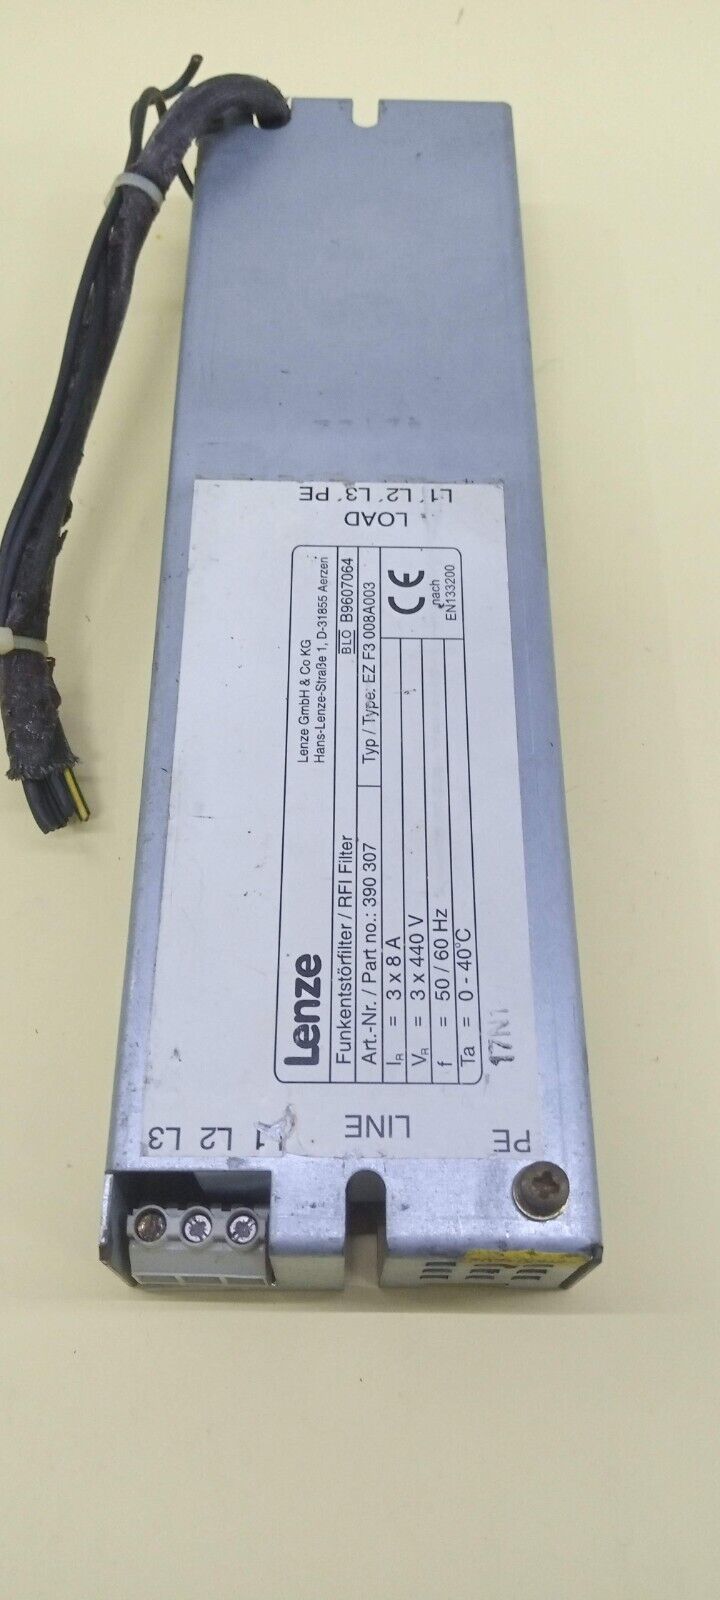 L1 L2 L3 PE
LOAD
Lenze
Lenze GmbH & Co KG
Hans-Lenze-Straße 1, D-31855 Aerzen
Funkentstörfilter / RFI Filter
BLO B9607064
Art.-Nr. / Part no.: 390 307
Typ / Type: EZ F3 008A003
IR = 3 x 8 A
VR = 3 x 440 V
f = 50 / 60 Hz
Ta = 0 - 40°C
CE
nach
EN133200
17N1
LINE
L1 L2 L3
PE